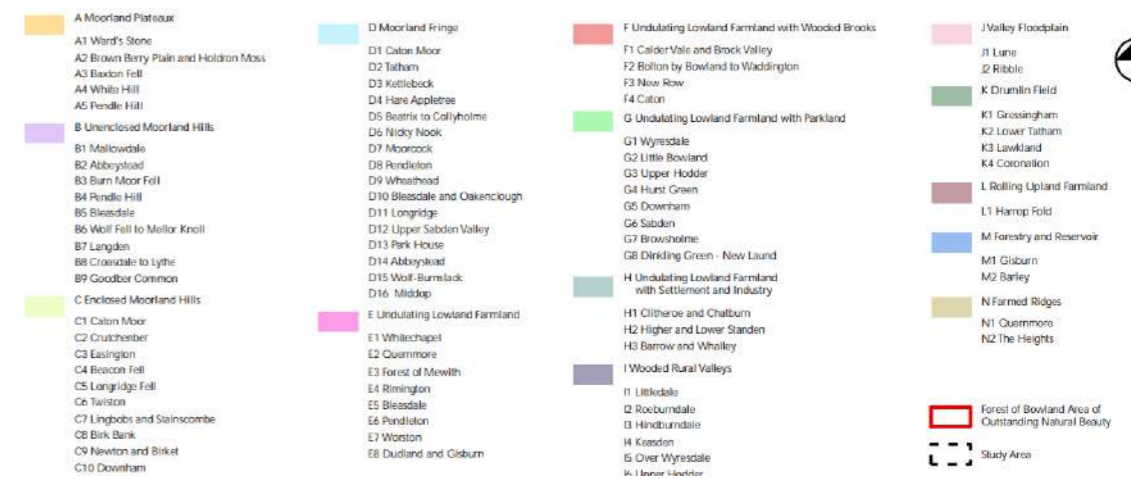 A Moorland Plateaux
A1 Ward's Stone
A2 Brown Berry Plain and Holdron Moss
A3 Baxton Fell
A4 White Hill
A5 Pendle Hill
B Unenclosed Moorland Hills
B1 Mallowdale
B2 Abbeystead
B3 Burn Moor Fell
B4 Pendle Hill
B5 Bleasdale
B6 Wolf Fell to Mellor Knoll
B7 Langden
B8 Croasdale to Lythe
B9 Goodber Common
C Enclosed Moorland Hills
C1 Caton Moor
C2 Crutchenber
C3 Easington
C4 Beacon Fell
C5 Longridge Fell
C6 Twiston
C7 Lingbobs and Stainscombe
C8 Birk Bank
C9 Newton and Birket
C10 Downham
D Moorland Fringe
D1 Caton Moor
D2 Tatham
D3 Kettlebeck
D4 Hare Appletree
D5 Beatrix to Collyholme
D6 Nicky Nook
D7 Moorcock
D8 Pendleton
D9 Wheathead
D10 Bleasdale and Oakenclough
D11 Longridge
D12 Upper Sabden Valley
D13 Park House
D14 Abbeystead
D15 Wolf-Burnslack
D16 Middop
E Undulating Lowland Farmland
E1 Whitechapel
E2 Quernmore
E3 Forest of Mewith
E4 Rimington
E5 Bleasdale
E6 Pendleton
E7 Worston
E8 Dudland and Gisburn
F Undulating Lowland Farmland with Wooded Brooks
F1 Calder Vale and Brock Valley
F2 Bolton by Bowland to Waddington
F3 New Row
F4 Caton
G Undulating Lowland Farmland with Parkland
G1 Wyresdale
G2 Little Bowland
G3 Upper Hodder
G4 Hurst Green
G5 Downham
G6 Sabden
G7 Browsholme
G8 Dinkling Green - New Laund
H Undulating Lowland Farmland
with Settlement and Industry
H1 Clitheroe and Chatburn
H2 Higher and Lower Standen
H3 Barrow and Whalley
I Wooded Rural Valleys
I1 Littledale
I2 Roeburndale
I3 Hindburndale
I4 Keasden
I5 Over Wyresdale
I6 Upper Hodder
J Valley Floodplain
J1 Lune
J2 Ribble
K Drumlin Field
K1 Gressingham
K2 Lower Tatham
K3 Lawkland
K4 Coronation
L Rolling Upland Farmland
L1 Harrop Fold
M Forestry and Reservoir
M1 Gisburn
M2 Barley
N Farmed Ridges
N1 Quernmore
N2 The Heights
Forest of Bowland Area of
Outstanding Natural Beauty
Study Area